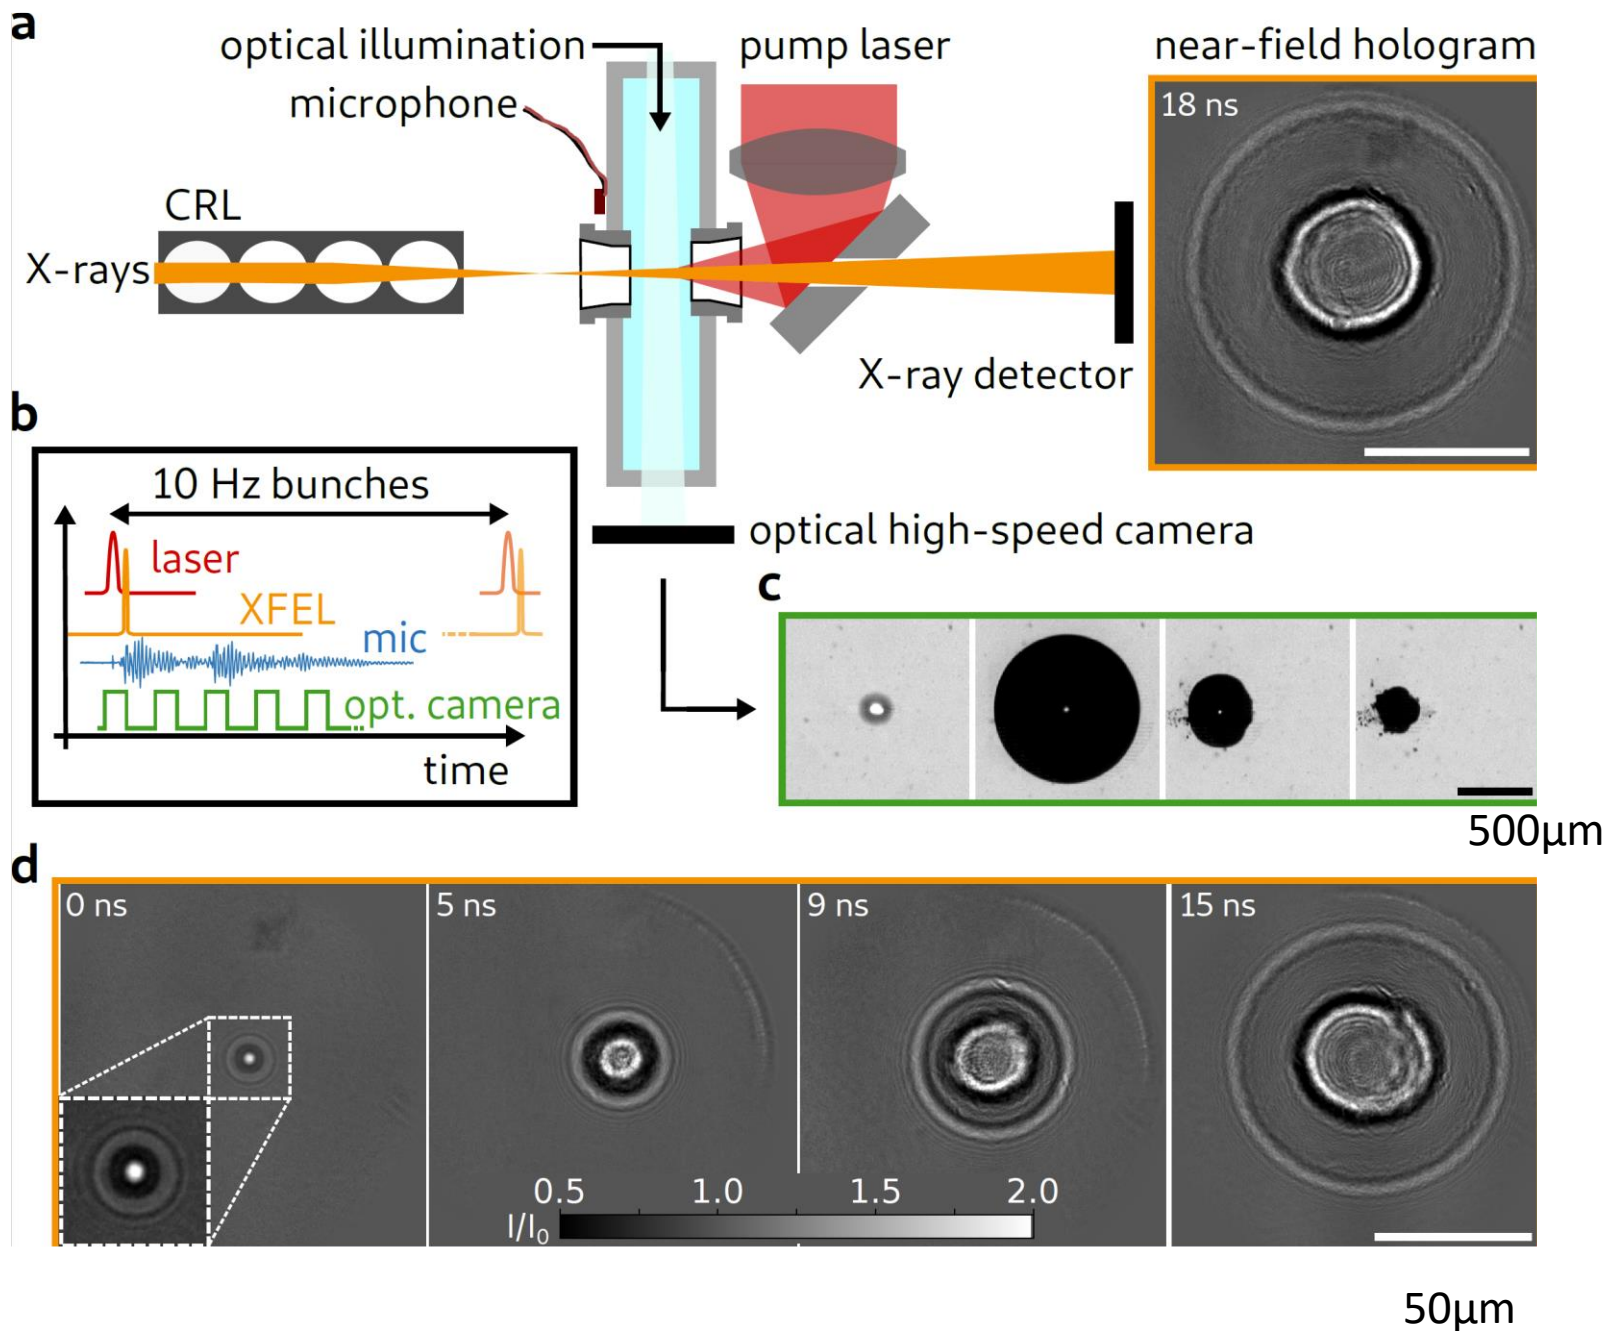 a
optical illumination
pump laser
near-field hologram
microphone
18 ns
CRL
X-rays
X-ray detector
b
10 Hz bunches
laser
XFEL
mic
opt. camera
time
optical high-speed camera
c
500µm
d
0 ns
5 ns
9 ns
15 ns
0.5 1.0 1.5 2.0
I/I₀
50µm